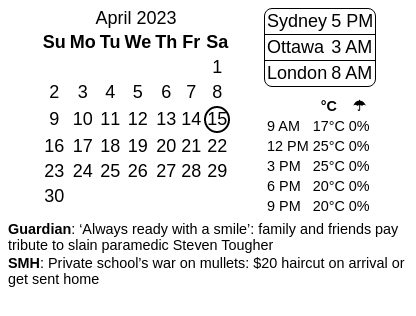 April 2023
Su Mo Tu We Th Fr Sa
1
2 3 4 5 6 7 8
9 10 11 12 13 14 15
16 17 18 19 20 21 22
23 24 25 26 27 28 29
30
Sydney 5 PM
Ottawa 3 AM
London 8 AM
°C ☂
9 AM 17°C 0%
12 PM 25°C 0%
3 PM 25°C 0%
6 PM 20°C 0%
9 PM 20°C 0%
Guardian: ‘Always ready with a smile’: family and friends pay
tribute to slain paramedic Steven Tougher
SMH: Private school’s war on mullets: $20 haircut on arrival or
get sent home